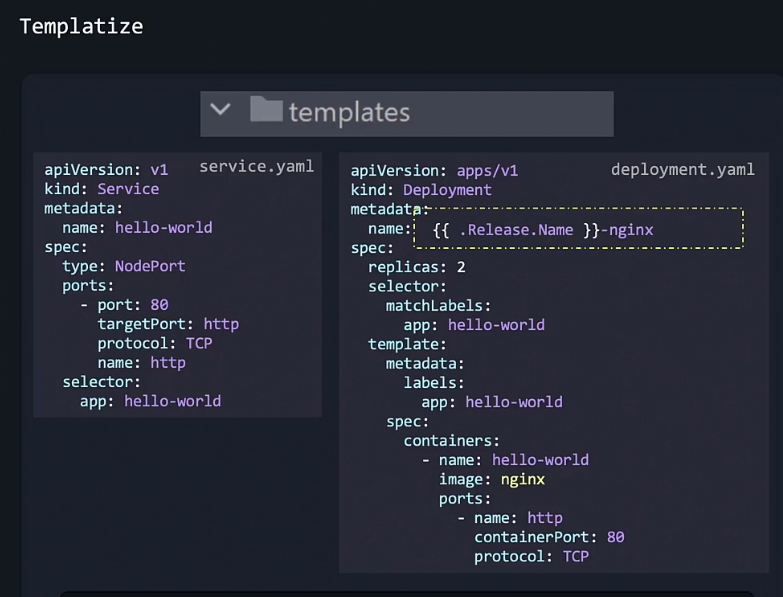 Templatize
templates
service.yaml
apiVersion: v1
kind: Service
metadata:
  name: hello-world
spec:
  type: NodePort
  ports:
    - port: 80
      targetPort: http
      protocol: TCP
      name: http
  selector:
    app: hello-world
deployment.yaml
apiVersion: apps/v1
kind: Deployment
metadata:
  name: {{ .Release.Name }}-nginx
spec:
  replicas: 2
  selector:
    matchLabels:
      app: hello-world
  template:
    metadata:
      labels:
        app: hello-world
    spec:
      containers:
        - name: hello-world
          image: nginx
          ports:
            - name: http
              containerPort: 80
              protocol: TCP